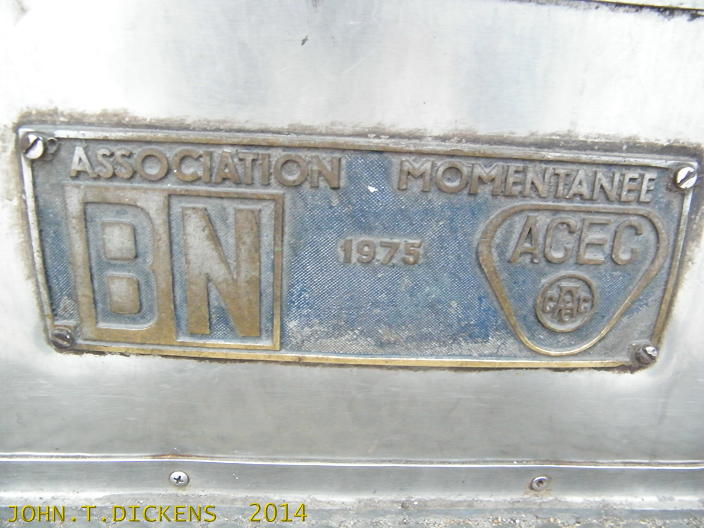 ASSOCIATION MOMENTANEE
BN 1975 ACEC
JOHN.T.DICKENS 2014